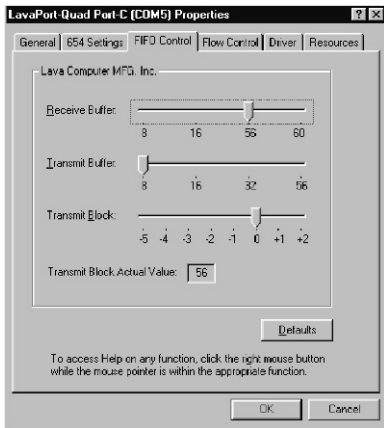 LavaPort-Quad Port-C (COM5) Properties
General 654 Settings FIFO Control Flow Control Driver Resources
Lava Computer MFG. Inc.
Receive Buffer:
8 16 56 60
Transmit Buffer:
8 16 32 56
Transmit Block:
-5 -4 -3 -2 -1 0 +1 +2
Transmit Block Actual Value: 56
Defaults
To access Help on any function, click the right mouse button
while the mouse pointer is within the appropriate function.
OK Cancel